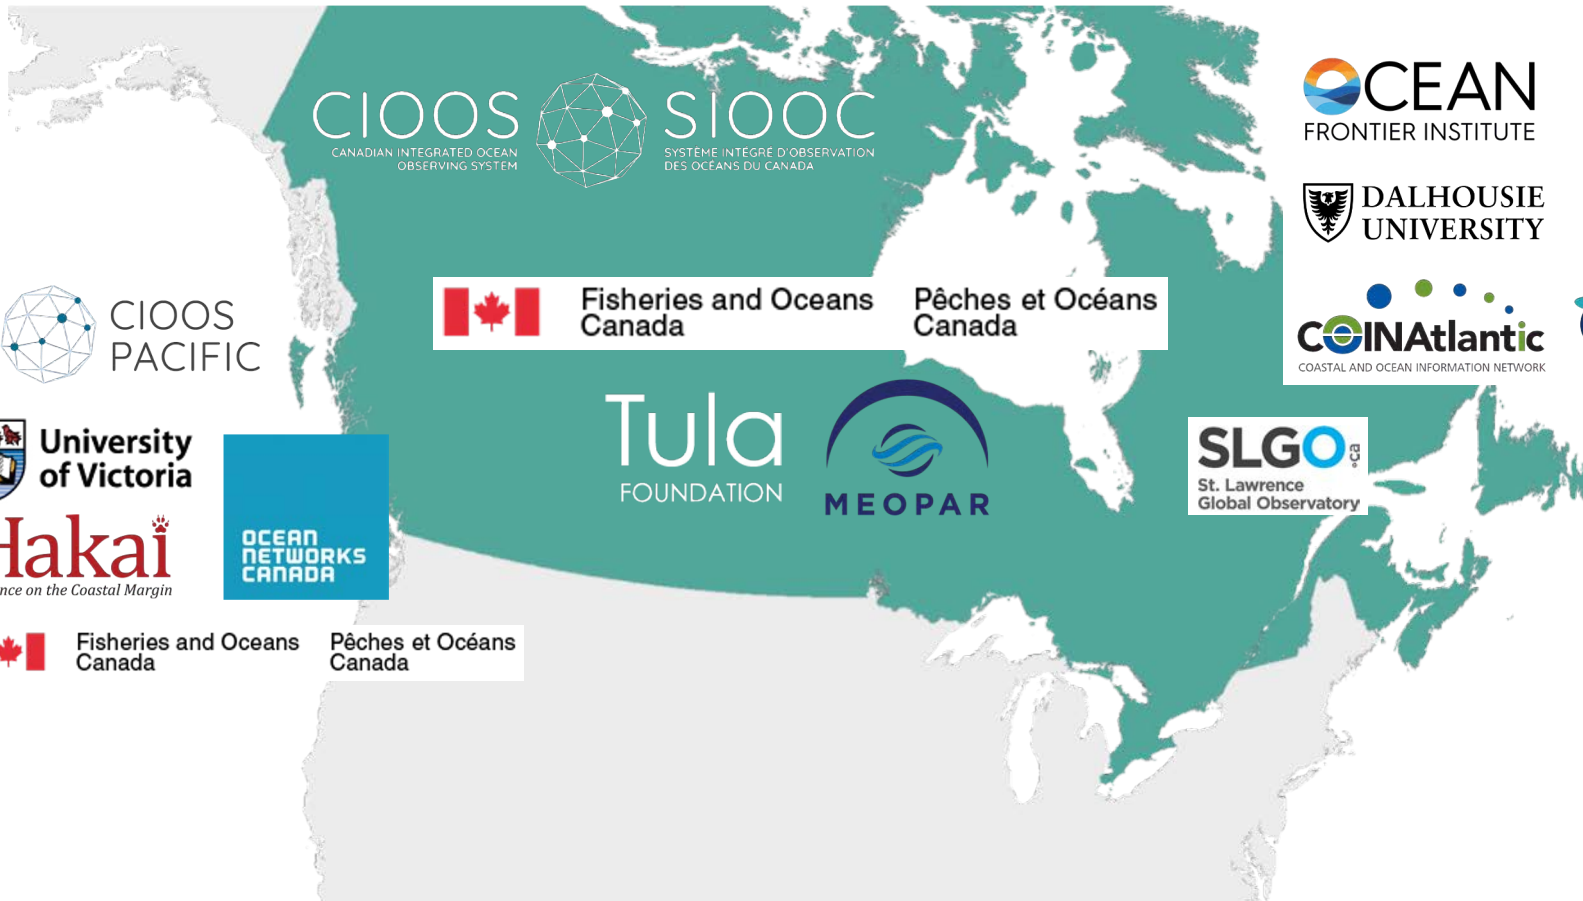 CIOOS
CANADIAN INTEGRATED OCEAN
OBSERVING SYSTEM
SIOOC
SYSTÈME INTÉGRÉ D'OBSERVATION
DES OCÉANS DU CANADA
OCEAN
FRONTIER INSTITUTE
DALHOUSIE
UNIVERSITY
COINAtlantic
COASTAL AND OCEAN INFORMATION NETWORK
Fisheries and Oceans
Canada
Pêches et Océans
Canada
CIOOS
PACIFIC
Tula
FOUNDATION
MEOPAR
SLGO.ca
St. Lawrence
Global Observatory
University
of Victoria
OCEAN
NETWORKS
CANADA
Hakai
nce on the Coastal Margin
Fisheries and Oceans
Canada
Pêches et Océans
Canada